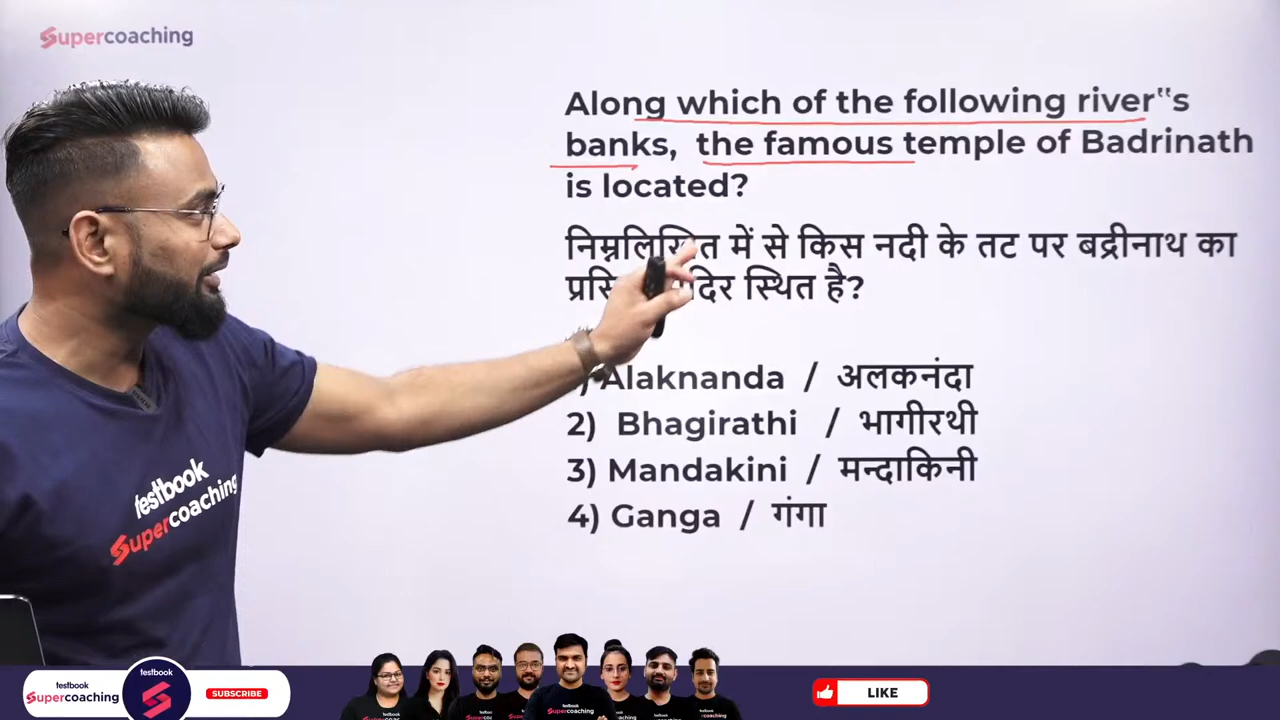 Supercoaching
Along which of the following river‟s
banks, the famous temple of Badrinath
is located?
निम्नलिखित में से किस नदी के तट पर बद्रीनाथ का
स्थित है?
Alaknanda / अलकनंदा
2) Bhagirathi / भागीरथी
3) Mandakini / मन्दाकिनी
4) Ganga / गंगा
testbook
Supercoaching
testbook
Supercoaching
testbook
SUBSCRIBE
LIKE